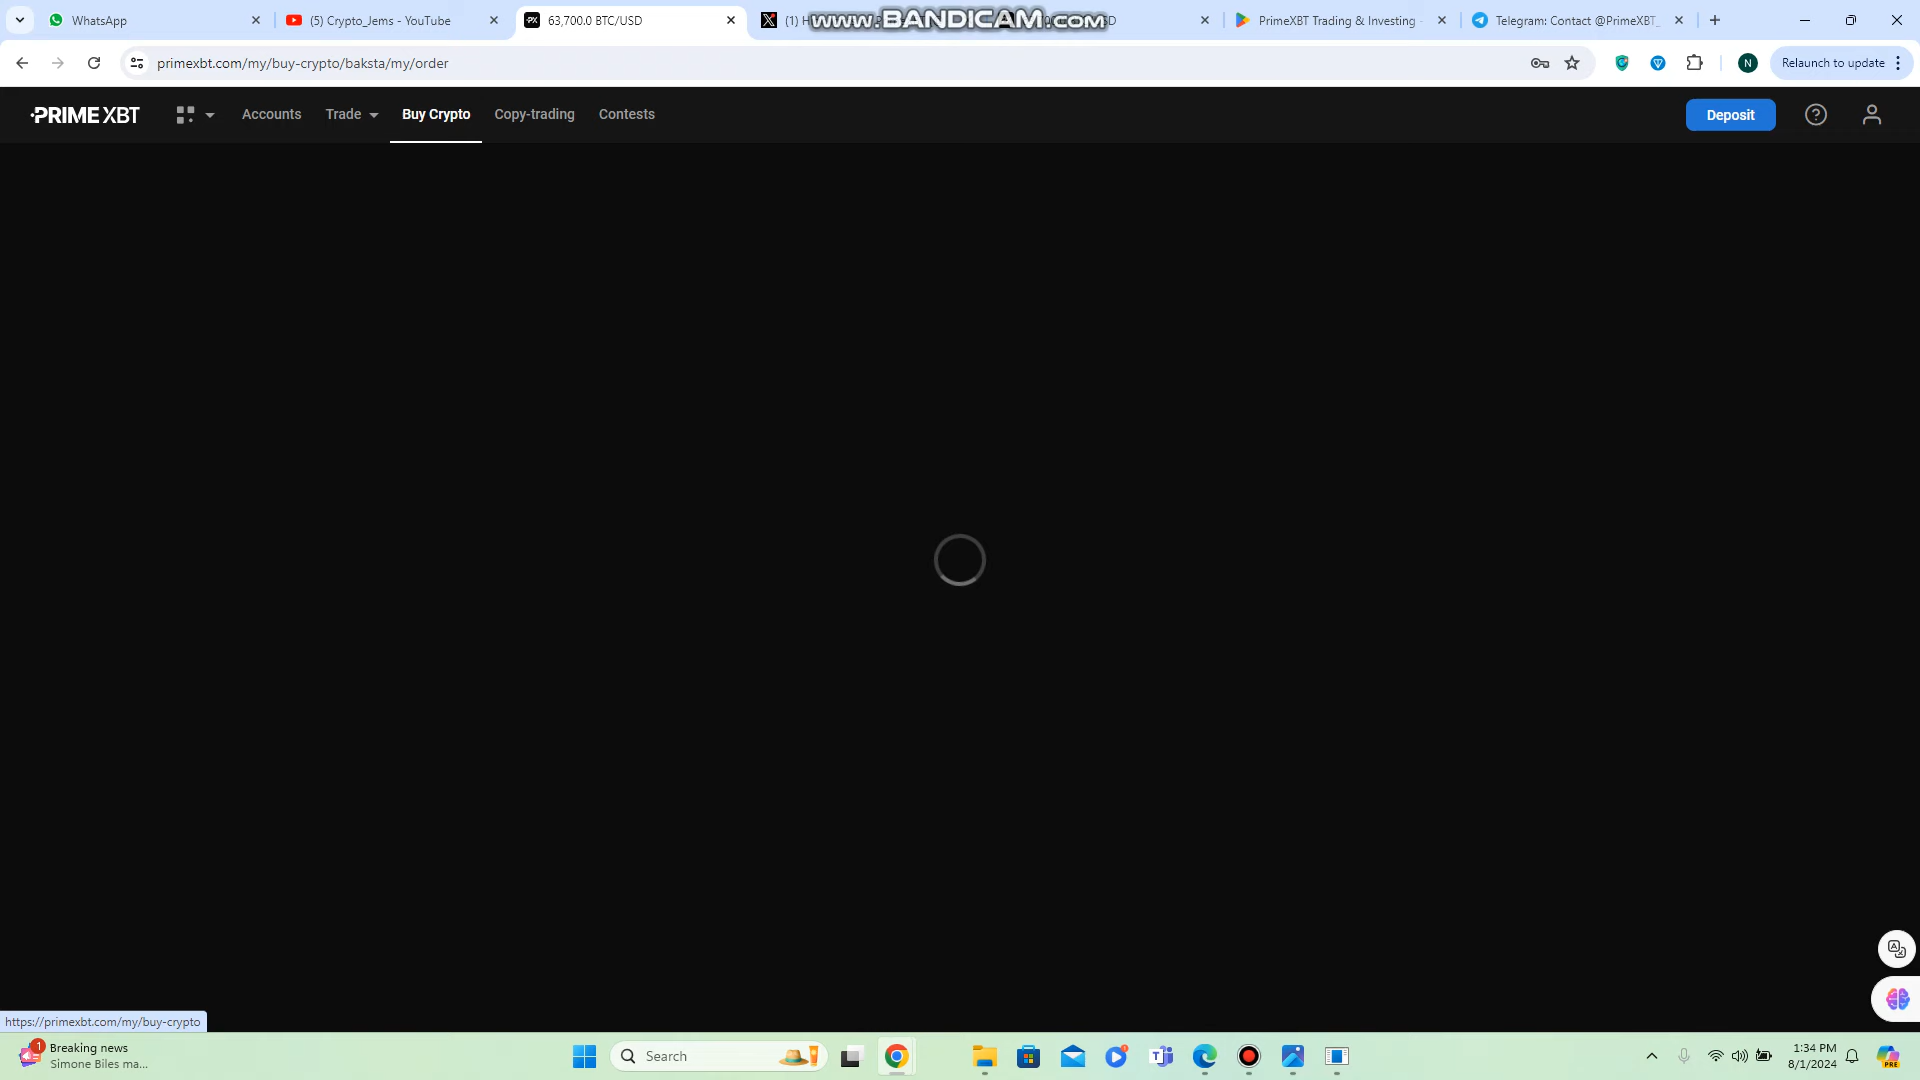 WhatsApp
(5) Crypto_Jems - YouTube
63,700.0 BTC/USD
(1) H
www.BANDICAM.com
PrimeXBT Trading & Investing
Telegram: Contact @PrimeXBT_
primexbt.com/my/buy-crypto/baksta/my/order
N
Relaunch to update
PRIME XBT
Accounts
Trade
Buy Crypto
Copy-trading
Contests
Deposit
https://primexbt.com/my/buy-crypto
1
Breaking news
Simone Biles ma...
Search
1:34 PM
8/1/2024
PRE